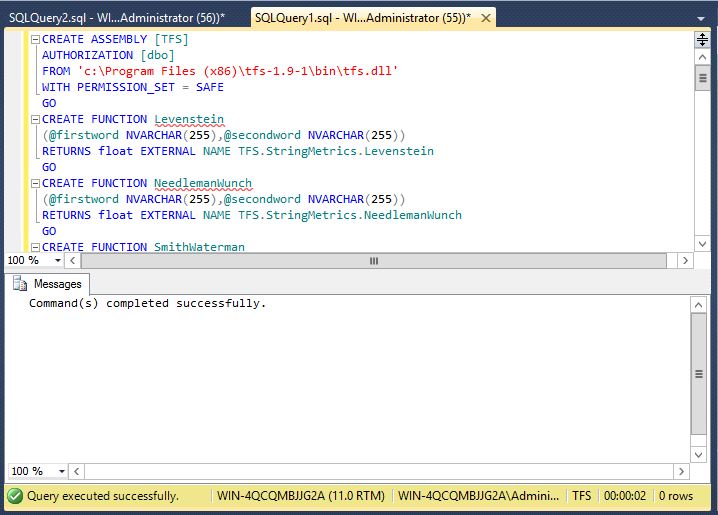 SQLQuery2.sql - WI...Administrator (56))* SQLQuery1.sql - WI...Administrator (55))*
CREATE ASSEMBLY [TFS]
AUTHORIZATION [dbo]
FROM 'c:\Program Files (x86)\tfs-1.9-1\bin\tfs.dll'
WITH PERMISSION_SET = SAFE
GO
CREATE FUNCTION Levenstein
(@firstword NVARCHAR(255),@secondword NVARCHAR(255))
RETURNS float EXTERNAL NAME TFS.StringMetrics.Levenstein
GO
CREATE FUNCTION NeedlemanWunch
(@firstword NVARCHAR(255),@secondword NVARCHAR(255))
RETURNS float EXTERNAL NAME TFS.StringMetrics.NeedlemanWunch
GO
CREATE FUNCTION SmithWaterman
100 %
Messages
Command(s) completed successfully.
100 %
Query executed successfully. WIN-4QCQMBJJG2A (11.0 RTM) WIN-4QCQMBJJG2A\Admini... TFS 00:00:02 0 rows